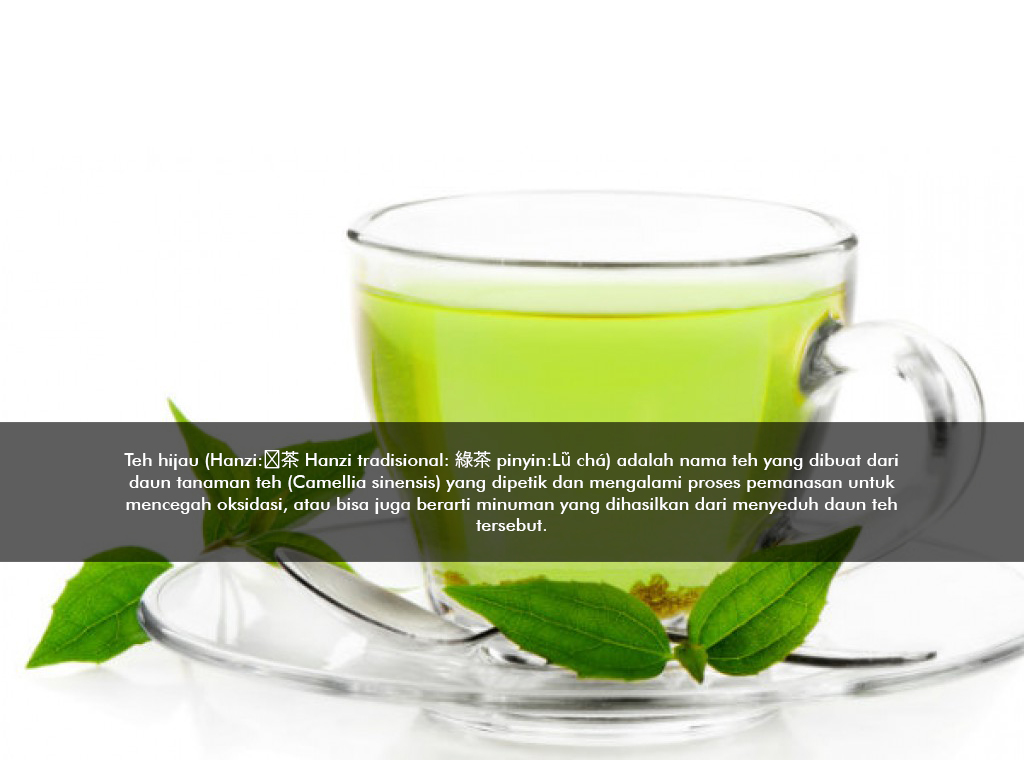 Teh hijau (Hanzi:茶 Hanzi tradisional: 綠茶 pinyin:Lǜ chá) adalah nama teh yang dibuat dari
daun tanaman teh (Camellia sinensis) yang dipetik dan mengalami proses pemanasan untuk
mencegah oksidasi, atau bisa juga berarti minuman yang dihasilkan dari menyeduh daun teh
tersebut.